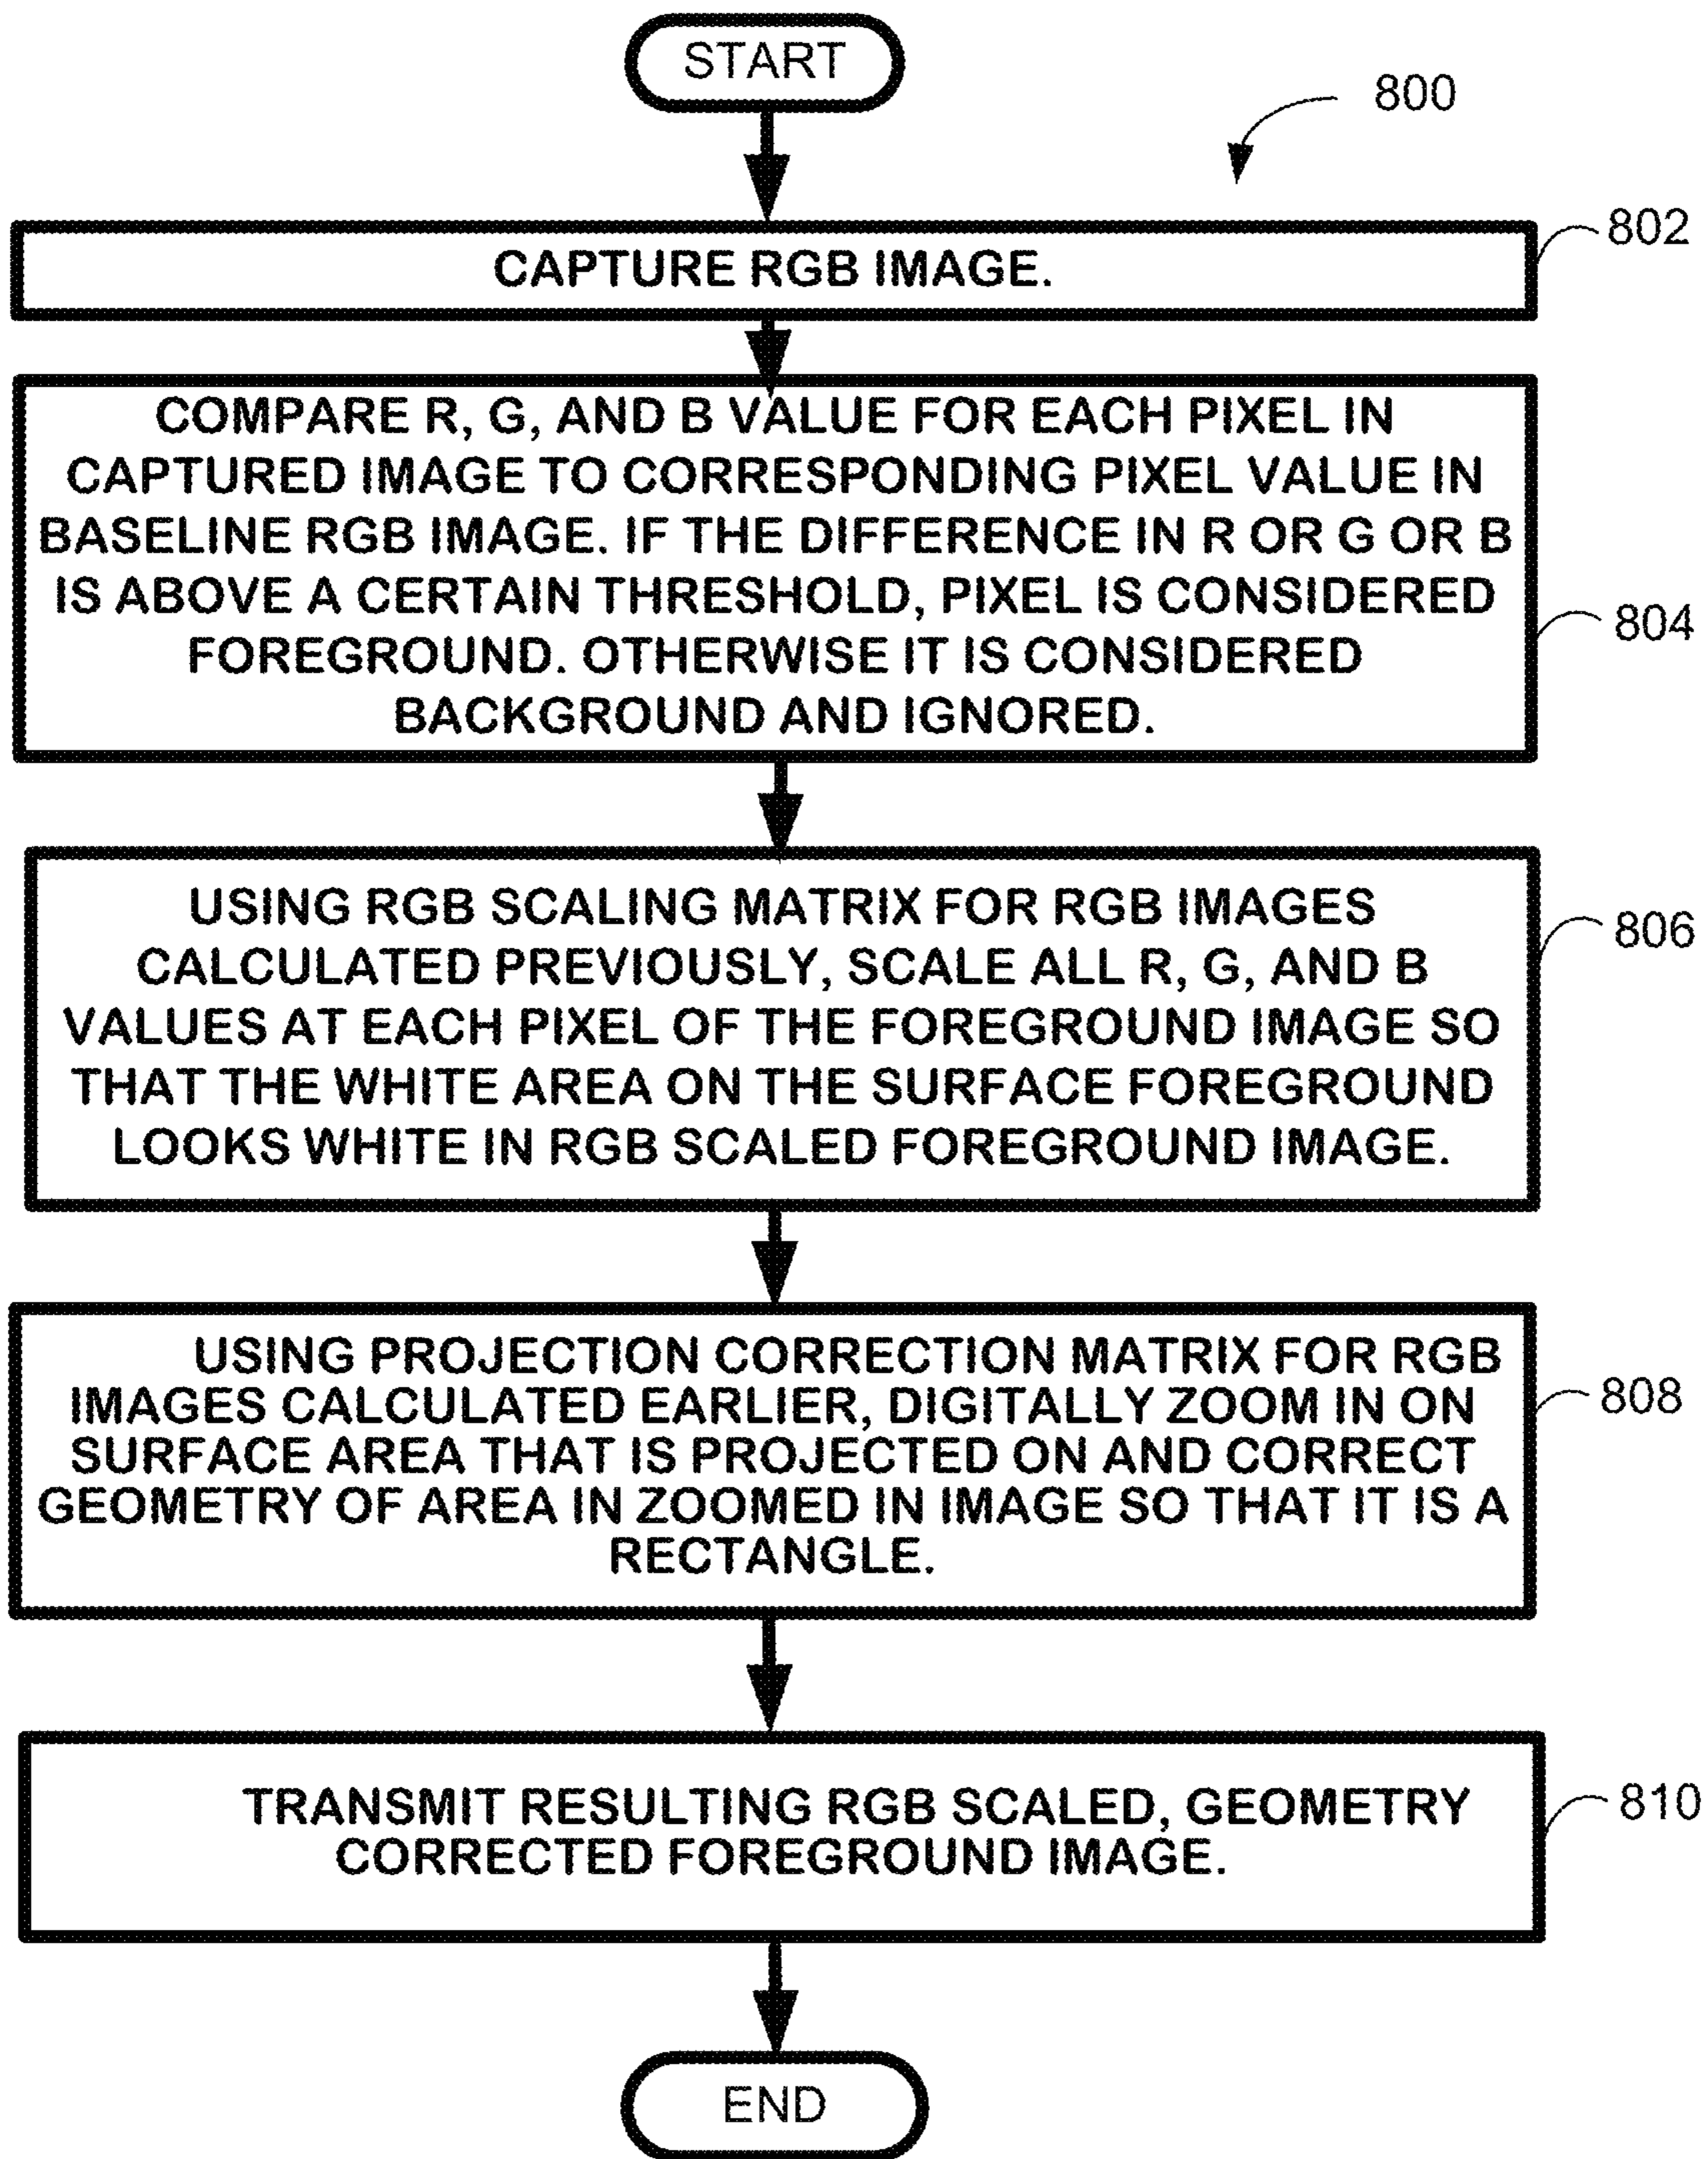 START
800
802
CAPTURE RGB IMAGE.
COMPARE R, G, AND B VALUE FOR EACH PIXEL IN
CAPTURED IMAGE TO CORRESPONDING PIXEL VALUE IN
BASELINE RGB IMAGE. IF THE DIFFERENCE IN R OR G OR B
IS ABOVE A CERTAIN THRESHOLD, PIXEL IS CONSIDERED
FOREGROUND. OTHERWISE IT IS CONSIDERED
BACKGROUND AND IGNORED.
804
USING RGB SCALING MATRIX FOR RGB IMAGES
CALCULATED PREVIOUSLY, SCALE ALL R, G, AND B
VALUES AT EACH PIXEL OF THE FOREGROUND IMAGE SO
THAT THE WHITE AREA ON THE SURFACE FOREGROUND
LOOKS WHITE IN RGB SCALED FOREGROUND IMAGE.
806
USING PROJECTION CORRECTION MATRIX FOR RGB
IMAGES CALCULATED EARLIER, DIGITALLY ZOOM IN ON
SURFACE AREA THAT IS PROJECTED ON AND CORRECT
GEOMETRY OF AREA IN ZOOMED IN IMAGE SO THAT IT IS A
RECTANGLE.
808
TRANSMIT RESULTING RGB SCALED, GEOMETRY
CORRECTED FOREGROUND IMAGE.
810
END